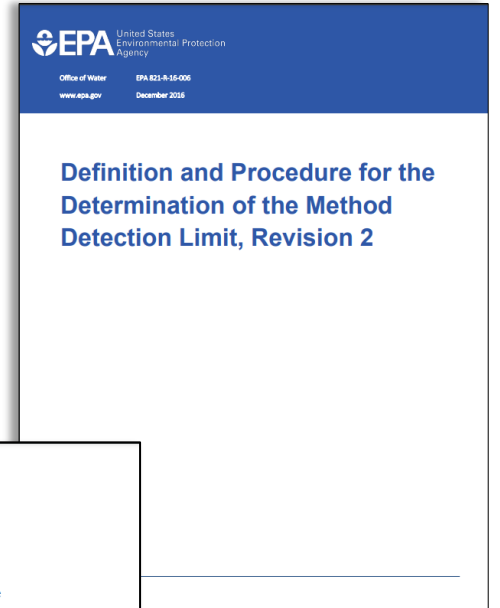 EPA United States
Environmental Protection
Agency
Office of Water EPA 821-R-16-006
www.epa.gov December 2016
Definition and Procedure for the
Determination of the Method
Detection Limit, Revision 2